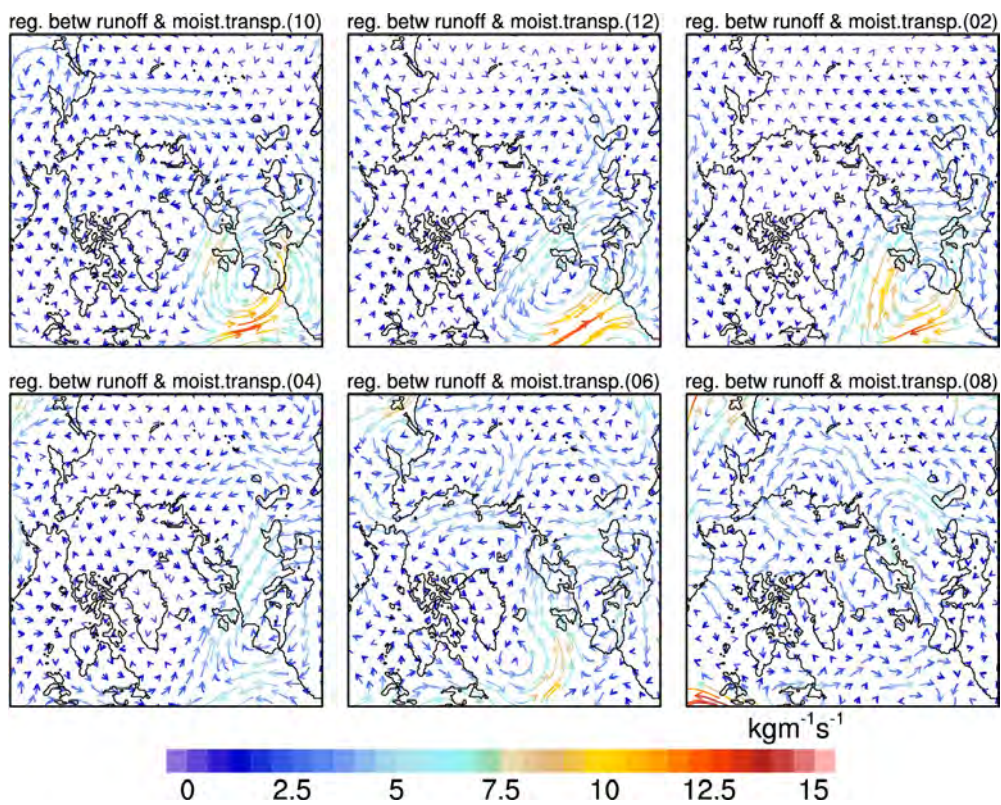 reg. betw runoff & moist.transp.(10)
reg. betw runoff & moist.transp.(12)
reg. betw runoff & moist.transp.(02)
reg. betw runoff & moist.transp.(04)
reg. betw runoff & moist.transp.(06)
reg. betw runoff & moist.transp.(08)
kgm⁻¹s⁻¹
0 2.5 5 7.5 10 12.5 15